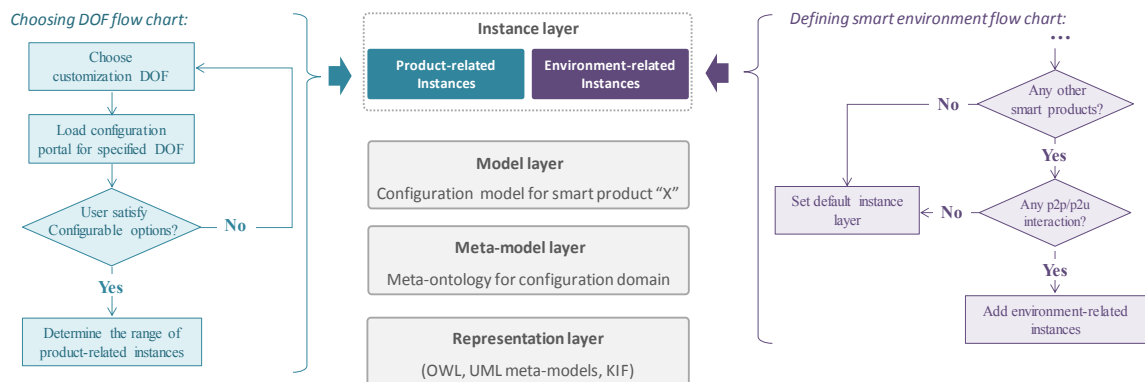 Choosing DOF flow chart:
Choose
customization DOF
Load configuration
portal for specified DOF
User satisfy
Configurable options?
No
Yes
Determine the range of
product-related instances
Instance layer
Product-related
Instances
Environment-related
Instances
Model layer
Configuration model for smart product “X”
Meta-model layer
Meta-ontology for configuration domain
Representation layer
(OWL, UML meta-models, KIF)
Defining smart environment flow chart:
...
Any other
smart products?
No
Yes
Any p2p/p2u
interaction?
No
Set default instance
layer
Yes
Add environment-related
instances